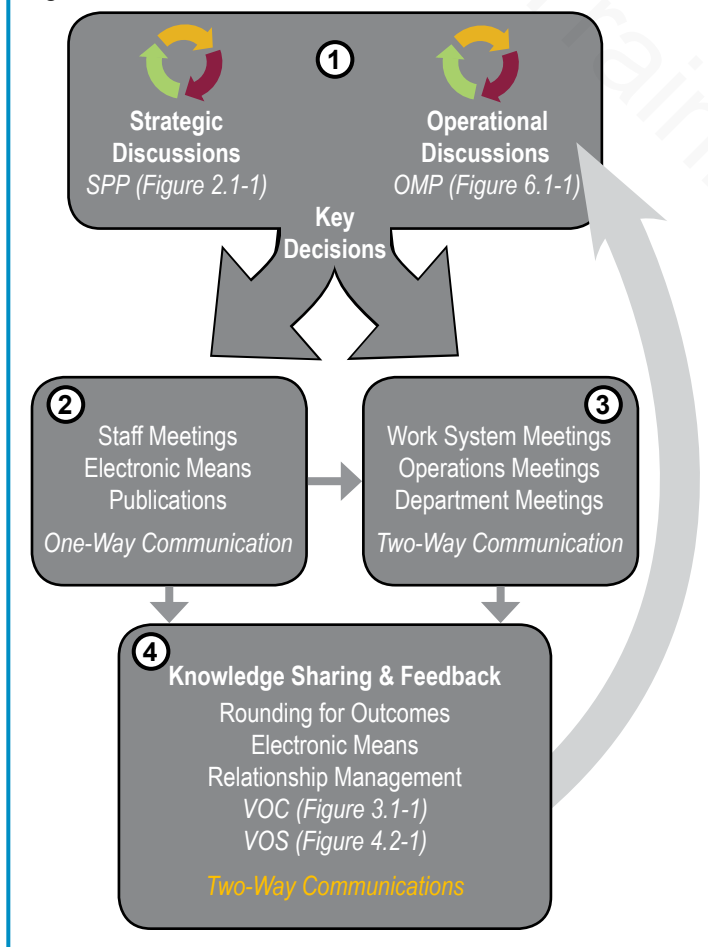 1
Strategic
Discussions
SPP (Figure 2.1-1)
Operational
Discussions
OMP (Figure 6.1-1)
Key
Decisions
2
Staff Meetings
Electronic Means
Publications
One-Way Communication
3
Work System Meetings
Operations Meetings
Department Meetings
Two-Way Communication
4
Knowledge Sharing & Feedback
Rounding for Outcomes
Electronic Means
Relationship Management
VOC (Figure 3.1-1)
VOS (Figure 4.2-1)
Two-Way Communications